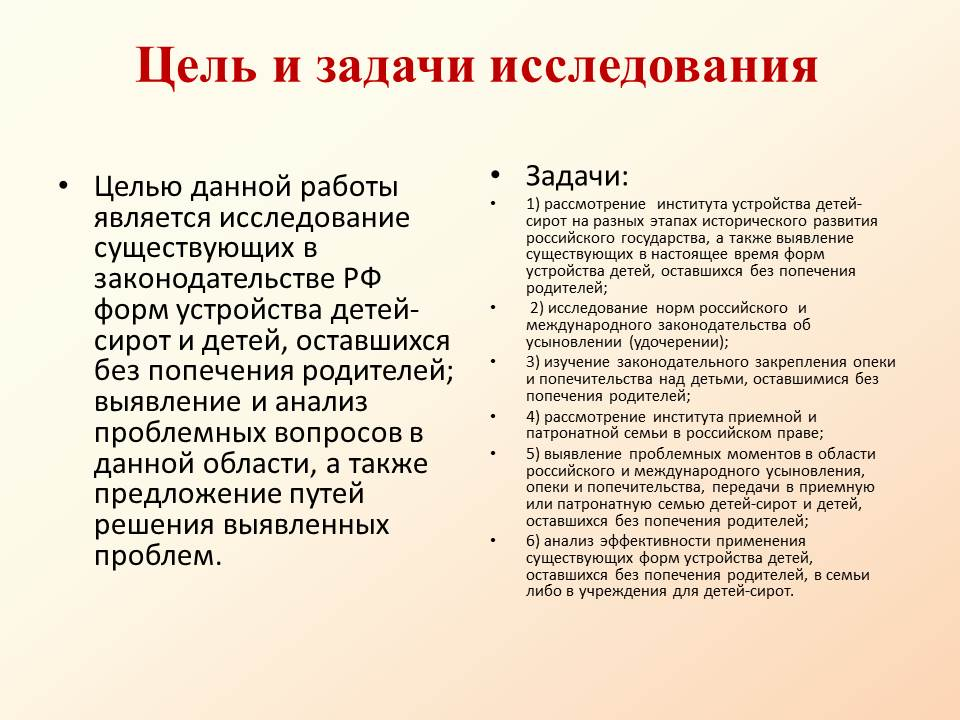 Цель и задачи исследования
• Целью данной работы
является исследование
существующих в
законодательстве РФ
форм устройства детей-
сирот и детей, оставшихся
без попечения родителей;
выявление и анализ
проблемных вопросов в
данной области, а также
предложение путей
решения выявленных
проблем.
• Задачи:
• 1) рассмотрение института устройства детей-
сирот на разных этапах исторического развития
российского государства, а также выявление
существующих в настоящее время форм
устройства детей, оставшихся без попечения
родителей;
• 2) исследование норм российского и
международного законодательства об
усыновлении (удочерении);
• 3) изучение законодательного закрепления опеки
и попечительства над детьми, оставшимися без
попечения родителей;
• 4) рассмотрение института приемной и
патронатной семьи в российском праве;
• 5) выявление проблемных моментов в области
российского и международного усыновления,
опеки и попечительства, передачи в приемную
или патронатную семью детей-сирот и детей,
оставшихся без попечения родителей;
• 6) анализ эффективности применения
существующих форм устройства детей,
оставшихся без попечения родителей, в семьи
либо в учреждения для детей-сирот.